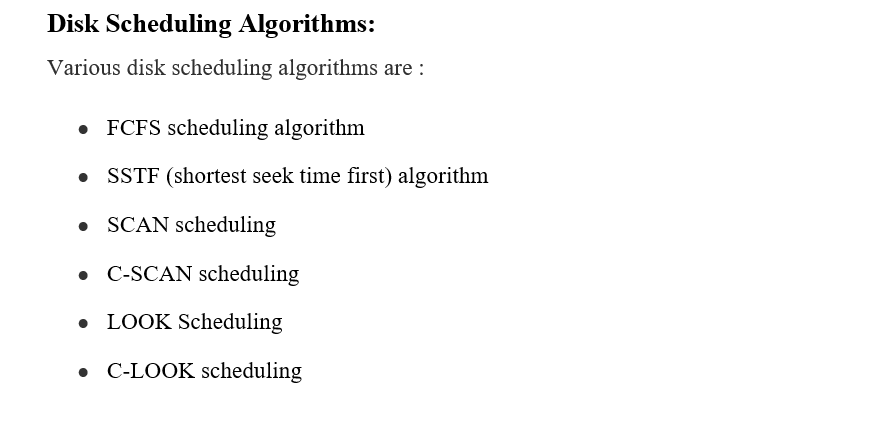 Disk Scheduling Algorithms:
Various disk scheduling algorithms are :
● FCFS scheduling algorithm
● SSTF (shortest seek time first) algorithm
● SCAN scheduling
● C-SCAN scheduling
● LOOK Scheduling
● C-LOOK scheduling